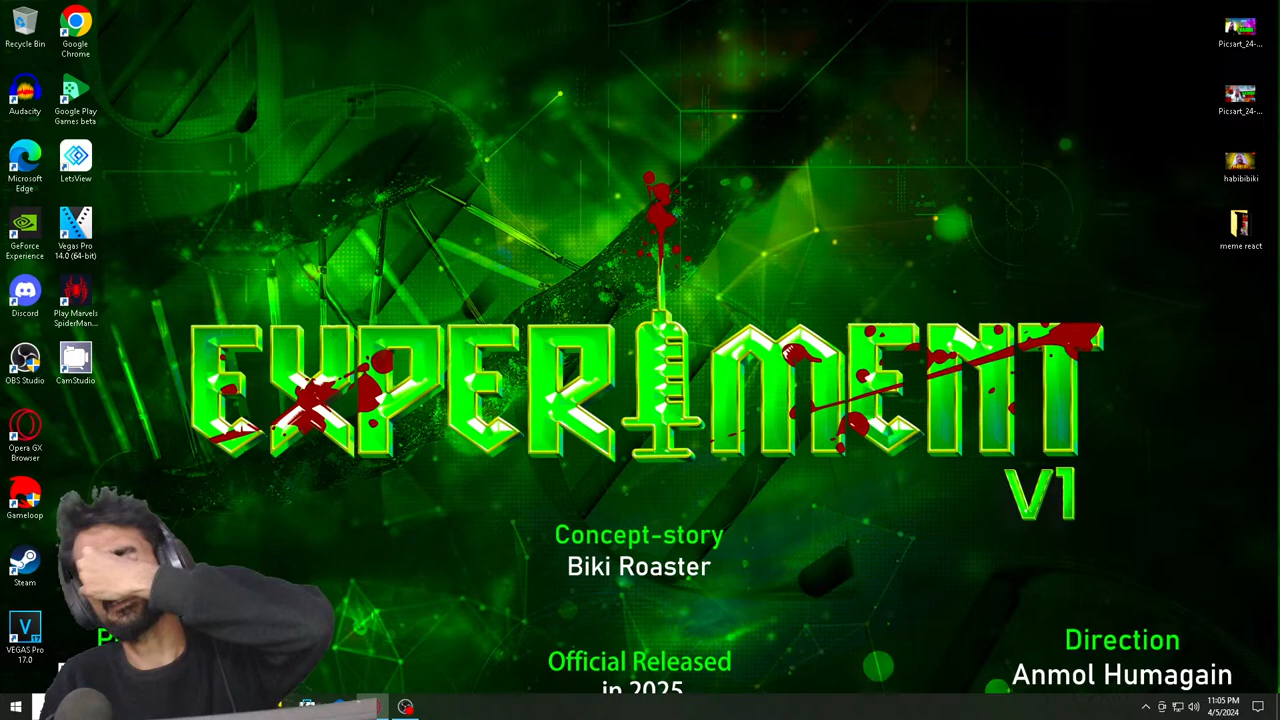 Recycle Bin
Google
Chrome
Picsart_24-...
Audacity
Google Play
Games beta
Picsart_24-...
Microsoft
Edge
LetsView
habibibiki
GeForce
Experience
Vegas Pro
14.0 (64-bit)
meme react
Discord
Play Marvels
SpiderMan...
OBS Studio
CamStudio
EXPERIMENT
V1
Opera GX
Browser
Gameloop
Concept-story
Biki Roaster
Steam
VEGAS Pro
17.0
V
17
Direction
Anmol Humagain
Official Released
in 2025
11:05 PM
4/5/2024